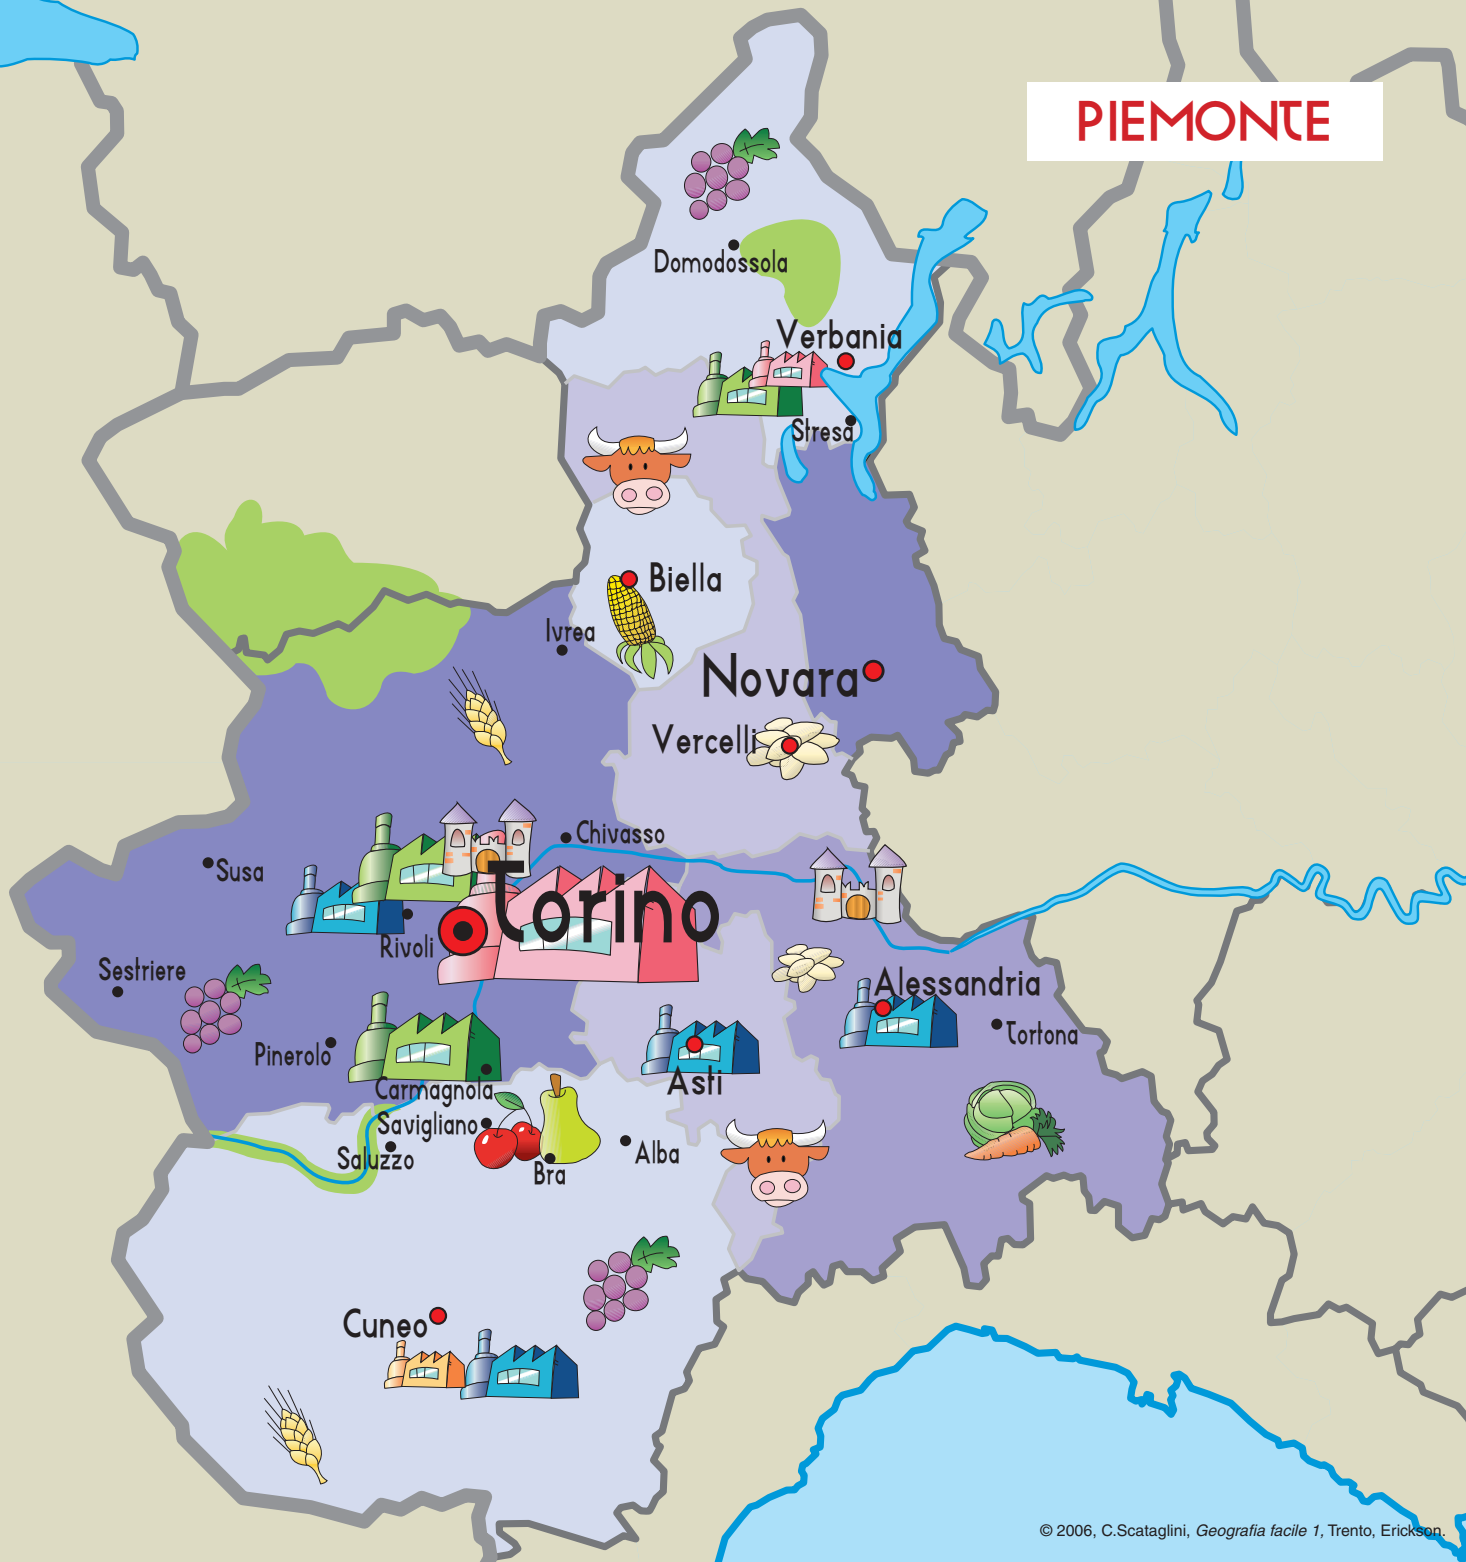 PIEMONTE
Domodossola
Verbania
Stresa
Biella
Ivrea
Novara
Vercelli
Chivasso
Susa
Torino
Rivoli
Sestriere
Alessandria
Tortona
Pinerolo
Asti
Carmagnola
Savigliano
Saluzzo
Alba
Bra
Cuneo
© 2006, C.Scataglini, Geografia facile 1, Trento, Erickson.